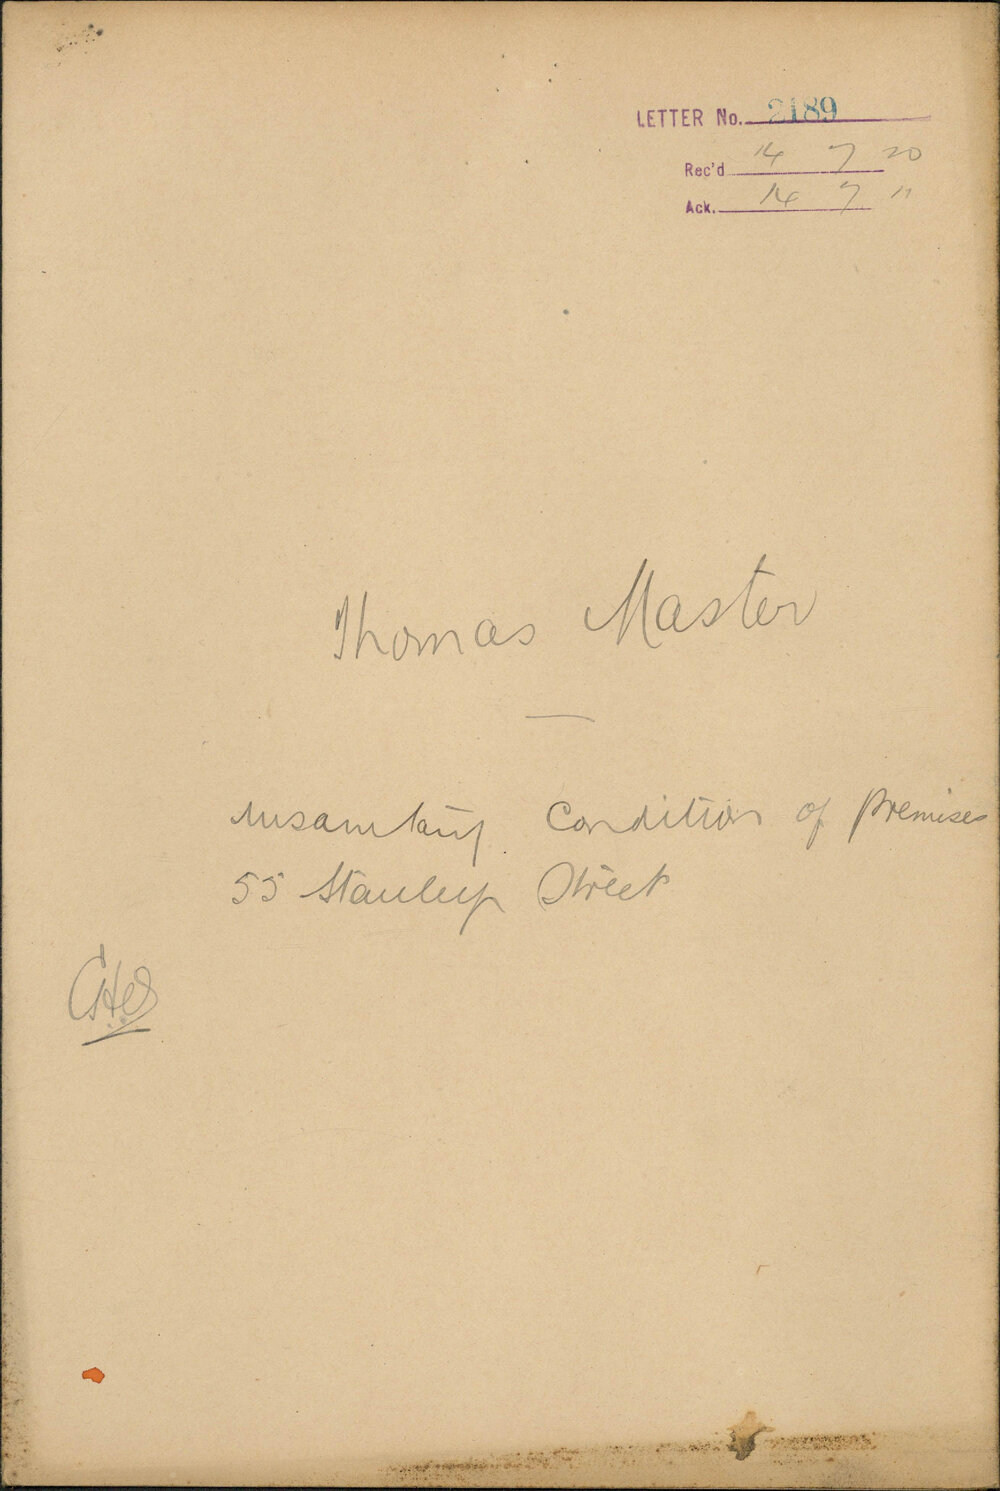 LETTER No. 2189
Rec'd 14 7 20
Ack. 14 7 "
Thomas Master
—
Insanitary Condition of Premises
55 Stanley Street